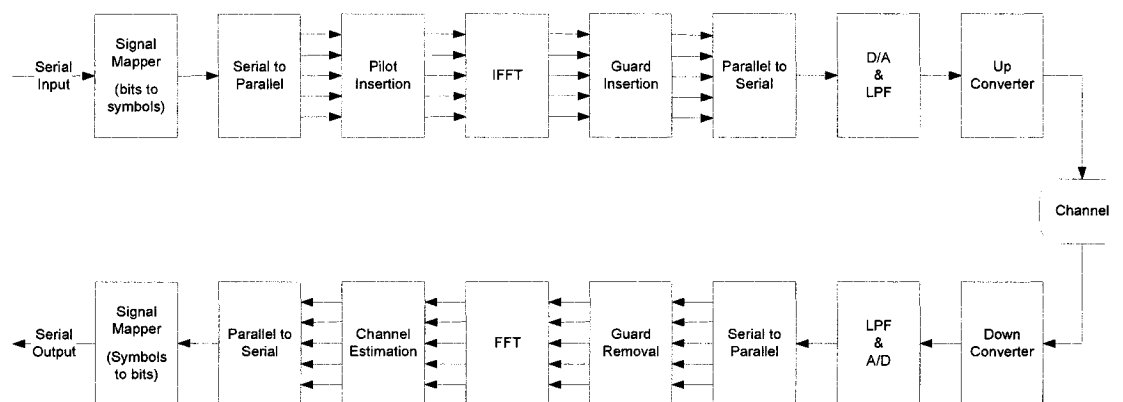 Serial
Input
Signal
Mapper
(bits to
symbols)
Serial to
Parallel
Pilot
Insertion
IFFT
Guard
Insertion
Parallel to
Serial
D/A
&
LPF
Up
Converter
Channel
Serial
Output
Signal
Mapper
(Symbols
to bits)
Parallel to
Serial
Channel
Estimation
FFT
Guard
Removal
Serial to
Parallel
LPF
&
A/D
Down
Converter